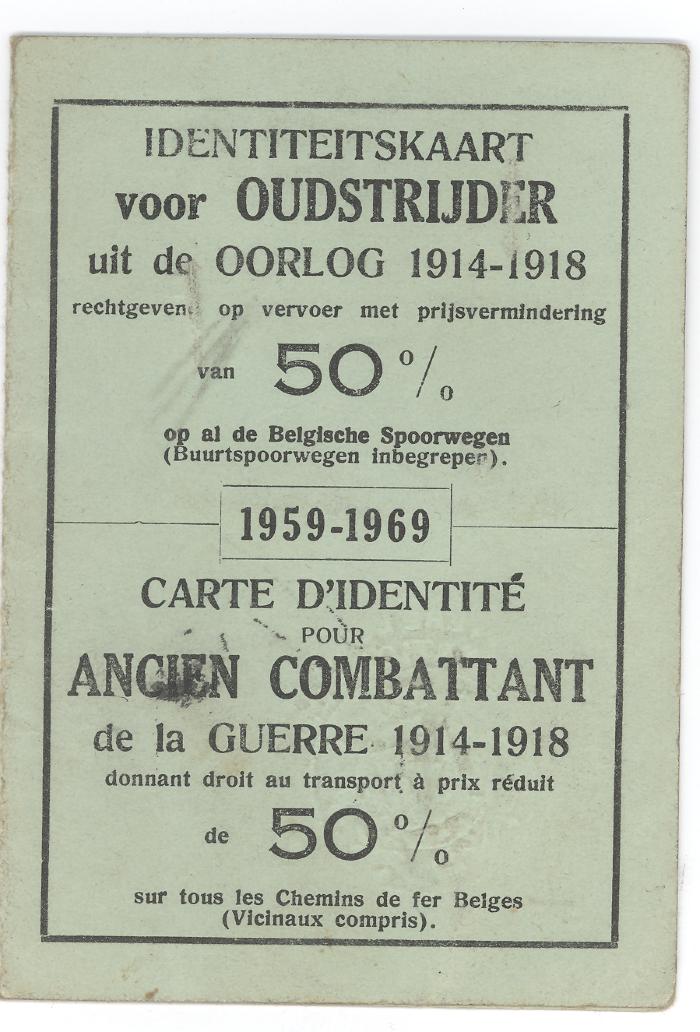 IDENTITEITSKAART
voor OUDSTRIJDER
uit de OORLOG 1914-1918
rechtgevend op vervoer met prijsvermindering
van 50 %
op al de Belgische Spoorwegen
(Buurtspoorwegen inbegrepen).
1959-1969
CARTE D'IDENTITÉ
POUR
ANCIEN COMBATTANT
de la GUERRE 1914-1918
donnant droit au transport à prix réduit
de 50 %
sur tous les Chemins de fer Belges
(Vicinaux compris).